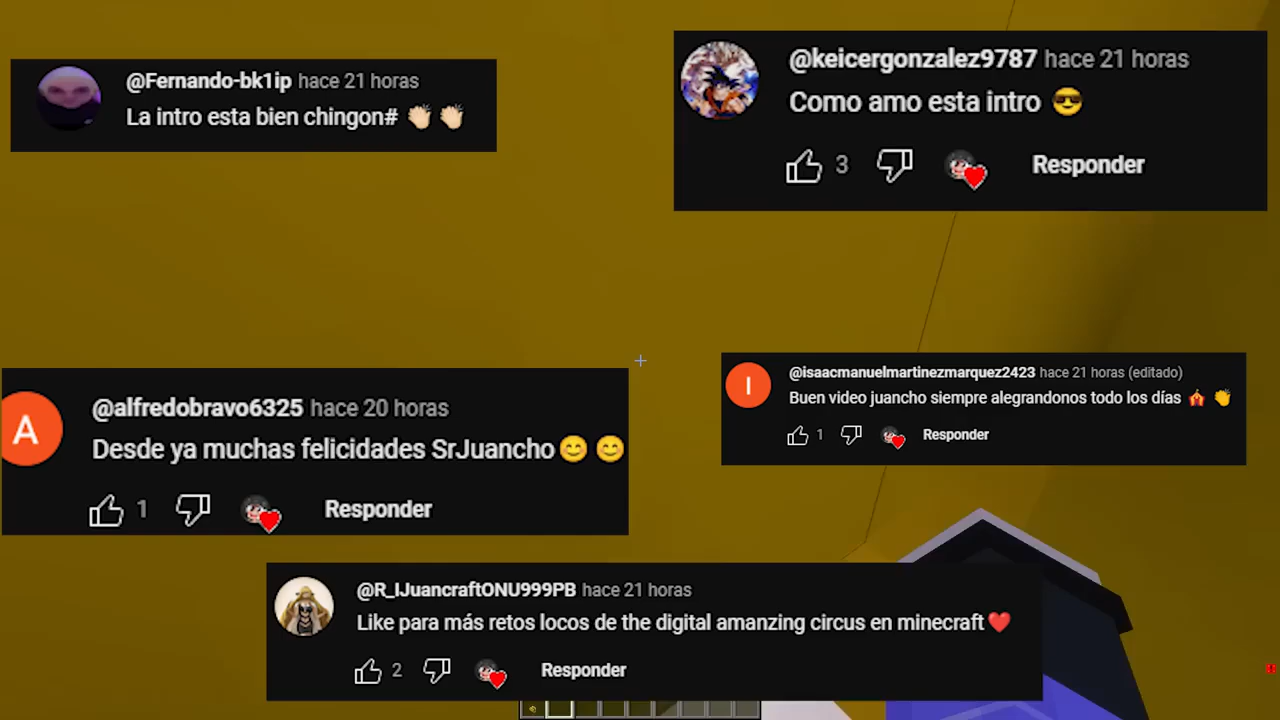 @Fernando-bk1ip hace 21 horas
La intro esta bien chingon# 👏🏻 👏🏻
@keicergonzalez9787 hace 21 horas
Como amo esta intro 😎
3 Responder
@alfredobravo6325 hace 20 horas
Desde ya muchas felicidades SrJuancho 😊 😊
1 Responder
@isaacmanuelmartinezmarquez2423 hace 21 horas (editado)
Buen video juancho siempre alegrandonos todo los días 🎪 👏
1 Responder
@R_IJuancraftONU999PB hace 21 horas
Like para más retos locos de the digital amanzing circus en minecraft❤️
2 Responder
A
I